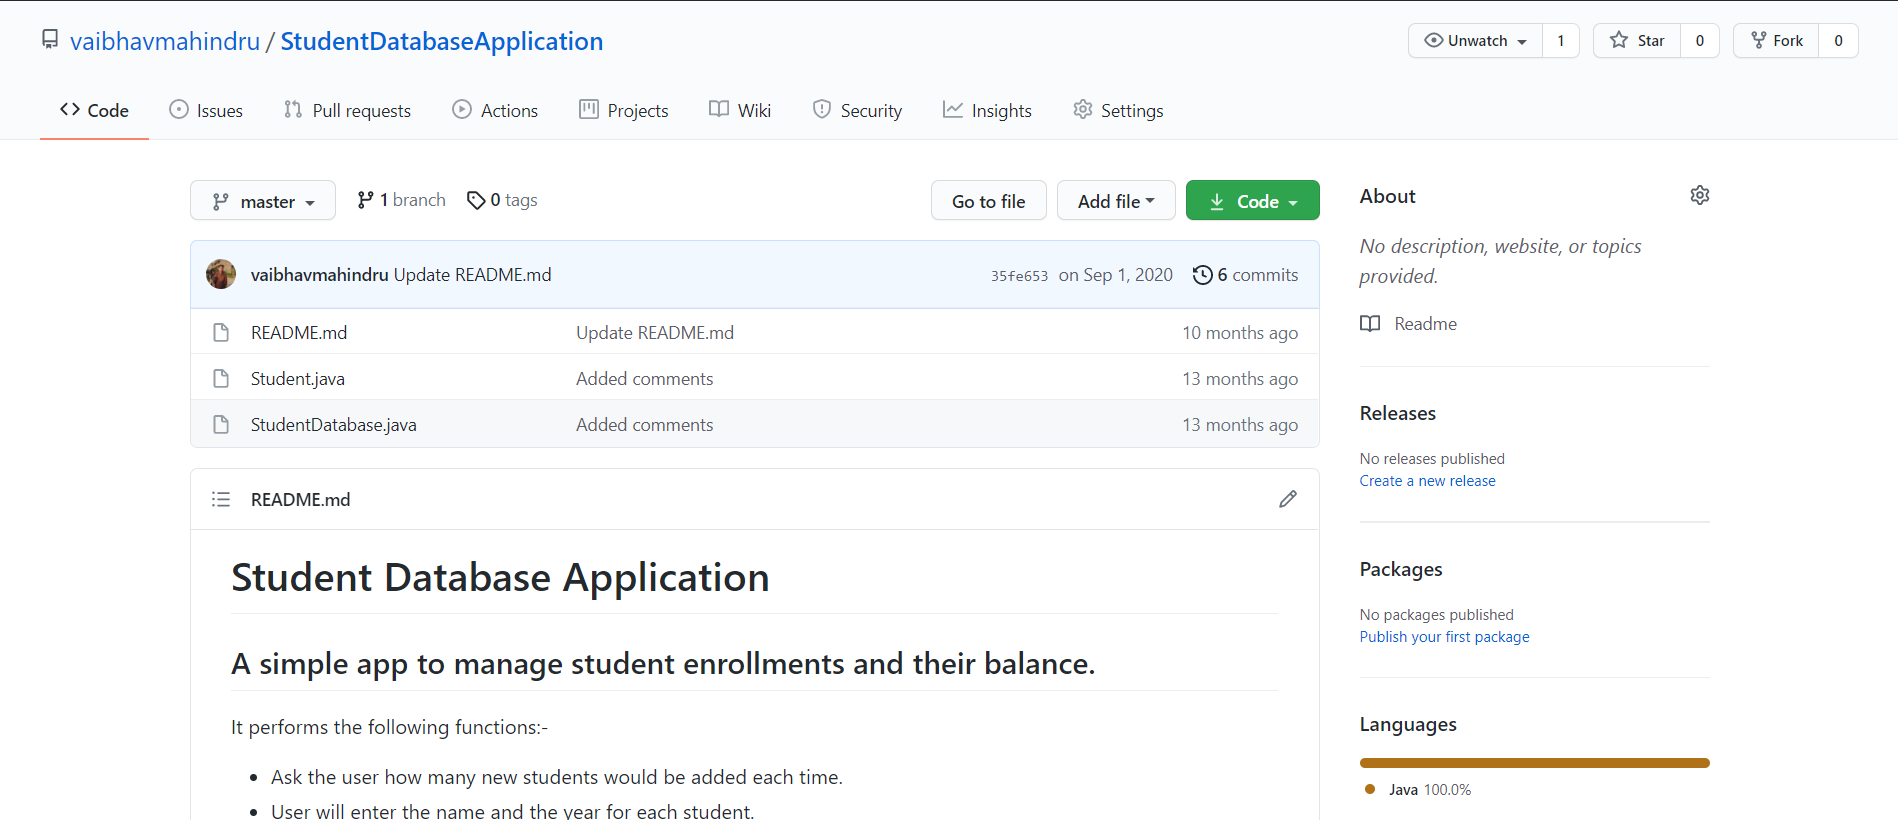 vaibhavmahindru / StudentDatabaseApplication
Unwatch 1 Star 0 Fork 0
Code Issues Pull requests Actions Projects Wiki Security Insights Settings
master 1 branch 0 tags Go to file Add file Code
vaibhavmahindru Update README.md 35fe653 on Sep 1, 2020 6 commits
README.md Update README.md 10 months ago
Student.java Added comments 13 months ago
StudentDatabase.java Added comments 13 months ago
README.md
Student Database Application
A simple app to manage student enrollments and their balance.
It performs the following functions:-
Ask the user how many new students would be added each time.
User will enter the name and the year for each student.
About
No description, website, or topics
provided.
Readme
Releases
No releases published
Create a new release
Packages
No packages published
Publish your first package
Languages
Java 100.0%